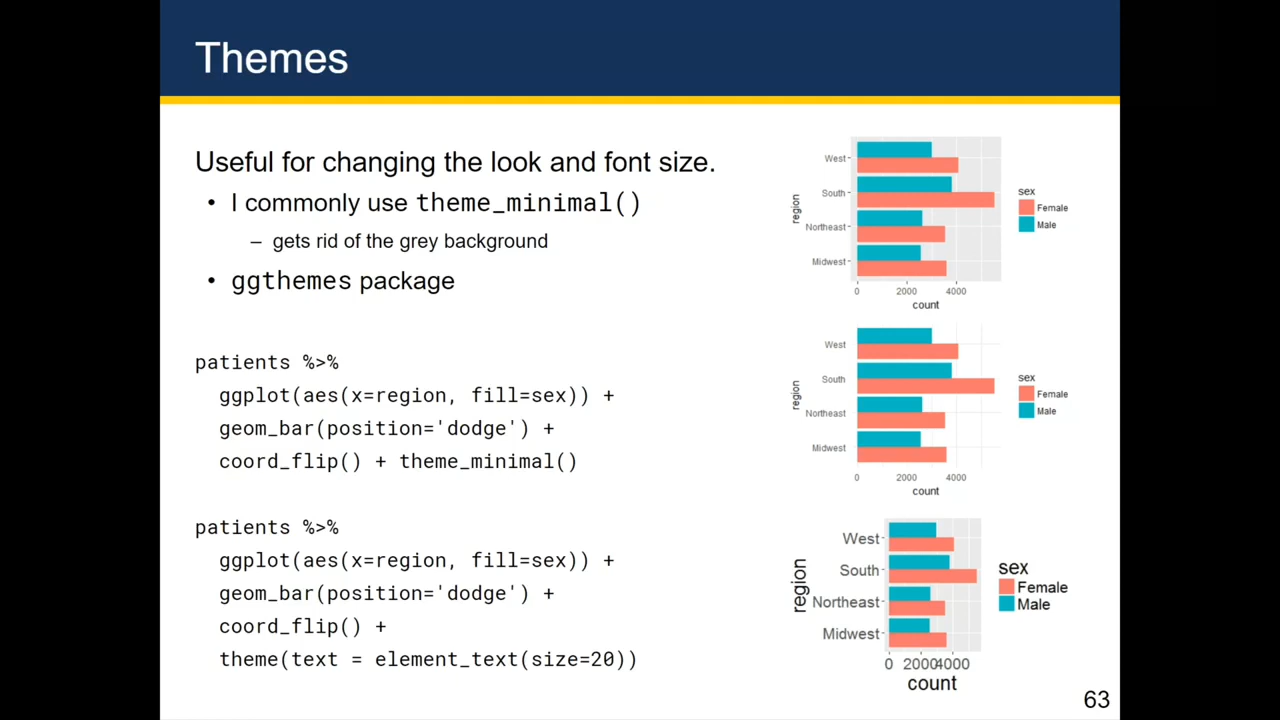 Themes
Useful for changing the look and font size.
• I commonly use theme_minimal()
– gets rid of the grey background
• ggthemes package
patients %>%
ggplot(aes(x=region, fill=sex)) +
geom_bar(position='dodge') +
coord_flip() + theme_minimal()
patients %>%
ggplot(aes(x=region, fill=sex)) +
geom_bar(position='dodge') +
coord_flip() +
theme(text = element_text(size=20))
region
West
South
Northeast
Midwest
0 2000 4000
count
sex
Female
Male
region
West
South
Northeast
Midwest
0 2000 4000
count
sex
Female
Male
region
West
South
Northeast
Midwest
0 2000 4000
count
sex
Female
Male
63